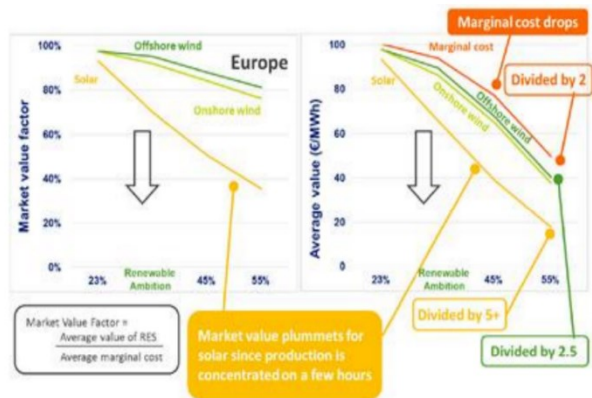 Marginal cost drops
100%
Offshore wind
Europe
Solar
Onshore wind
80%
60%
40%
20%
0%
Market value factor
23%
Renewable
Ambition
45%
55%
100
Marginal cost
Solar
Offshore wind
Onshore wind
Divided by 2
80
60
40
20
0
Average value (€/MWh)
23%
Renewable
Ambition
45%
55%
Market Value Factor =
Average value of RES
Average marginal cost
Market value plummets for
solar since production is
concentrated on a few hours
Divided by 5+
Divided by 2.5